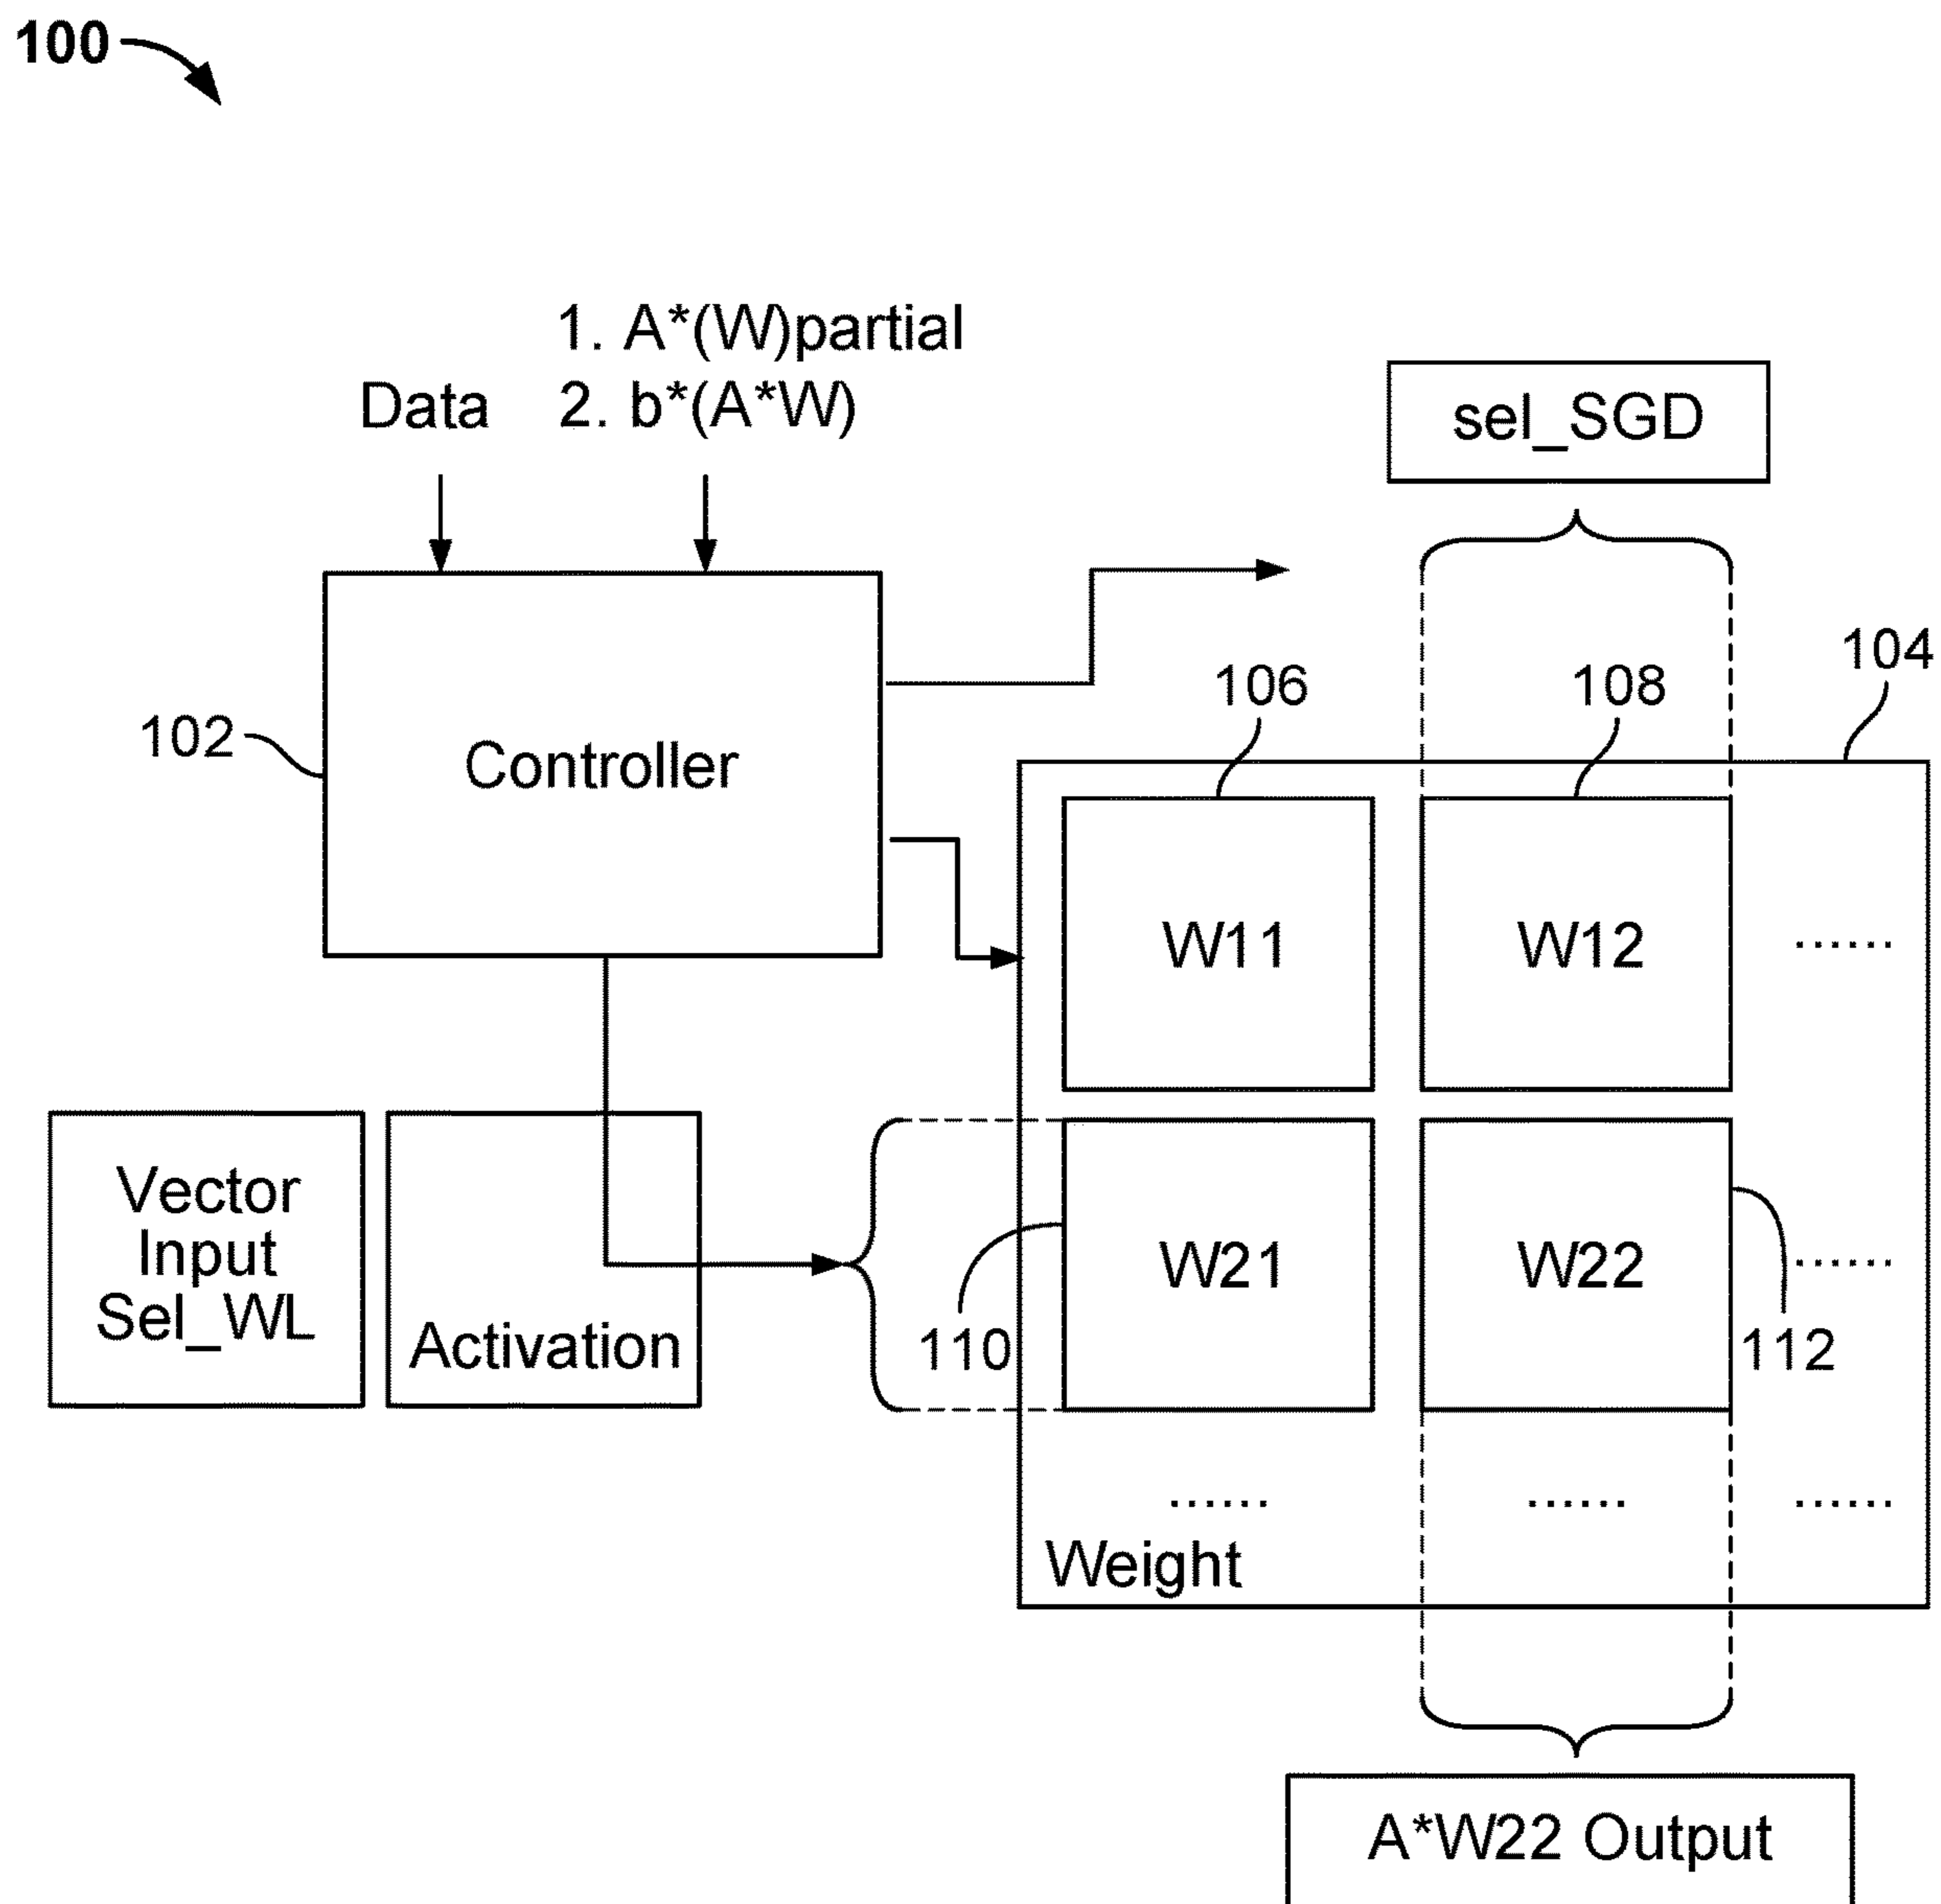 100
1. A*(W)partial
Data
2. b*(A*W)
sel_SGD
104
106
108
102
Controller
W11
W12
......
Vector
Input
Sel_WL
Activation
110
W21
W22
......
112
......
......
......
Weight
A*W22 Output